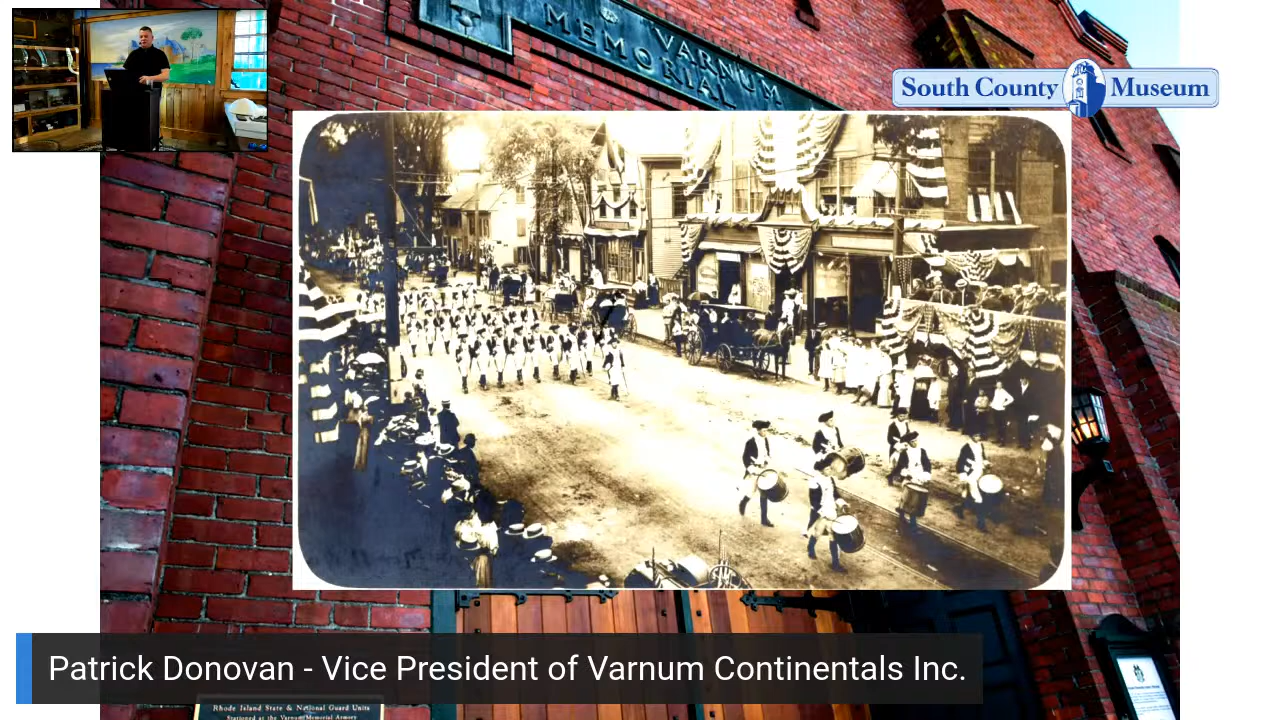 VARNUM
MEMORIAL
South County Museum
Patrick Donovan - Vice President of Varnum Continentals Inc.
Rhode Island State & National Guard Units
Stationed at the Varnum Memorial Armory